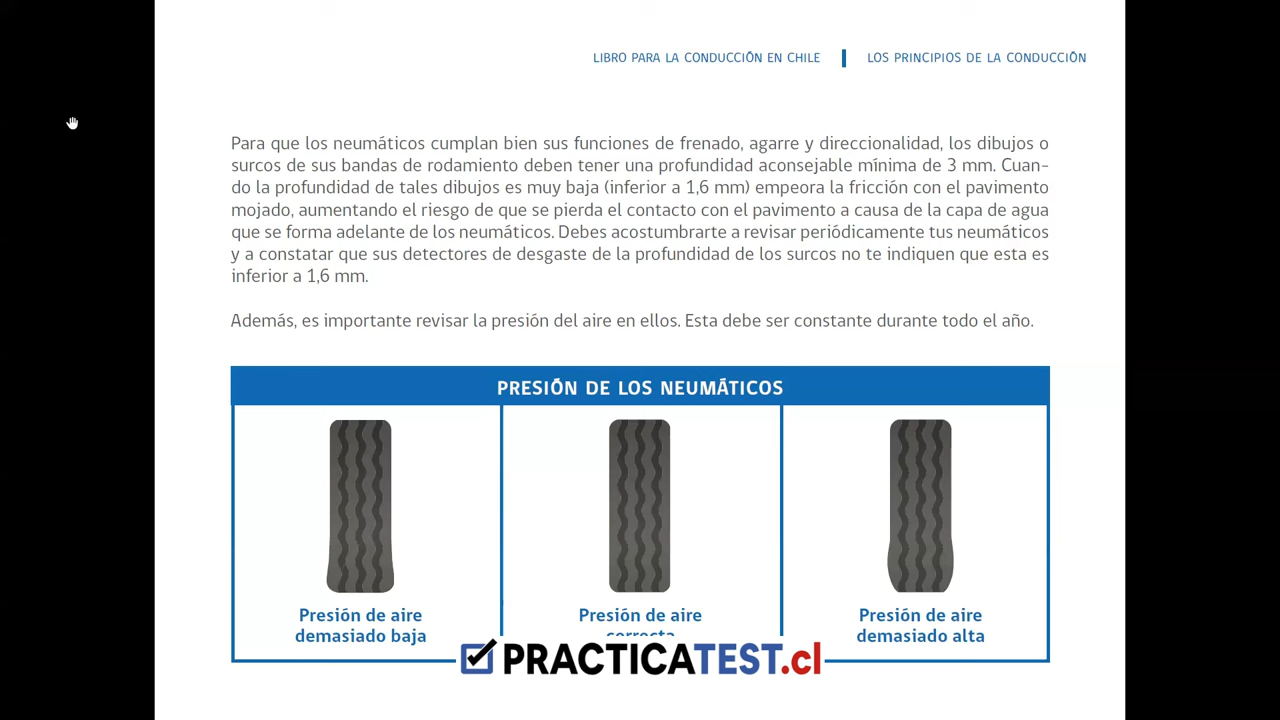 LIBRO PARA LA CONDUCCIÓN EN CHILE | LOS PRINCIPIOS DE LA CONDUCCIÓN
Para que los neumáticos cumplan bien sus funciones de frenado, agarre y direccionalidad, los dibujos o
surcos de sus bandas de rodamiento deben tener una profundidad aconsejable mínima de 3 mm. Cuan-
do la profundidad de tales dibujos es muy baja (inferior a 1,6 mm) empeora la fricción con el pavimento
mojado, aumentando el riesgo de que se pierda el contacto con el pavimento a causa de la capa de agua
que se forma adelante de los neumáticos. Debes acostumbrarte a revisar periódicamente tus neumáticos
y a constatar que sus detectores de desgaste de la profundidad de los surcos no te indiquen que esta es
inferior a 1,6 mm.
Además, es importante revisar la presión del aire en ellos. Esta debe ser constante durante todo el año.
PRESIÓN DE LOS NEUMÁTICOS
Presión de aire
demasiado baja
Presión de aire
correcta
Presión de aire
demasiado alta
PRACTICATEST.cl